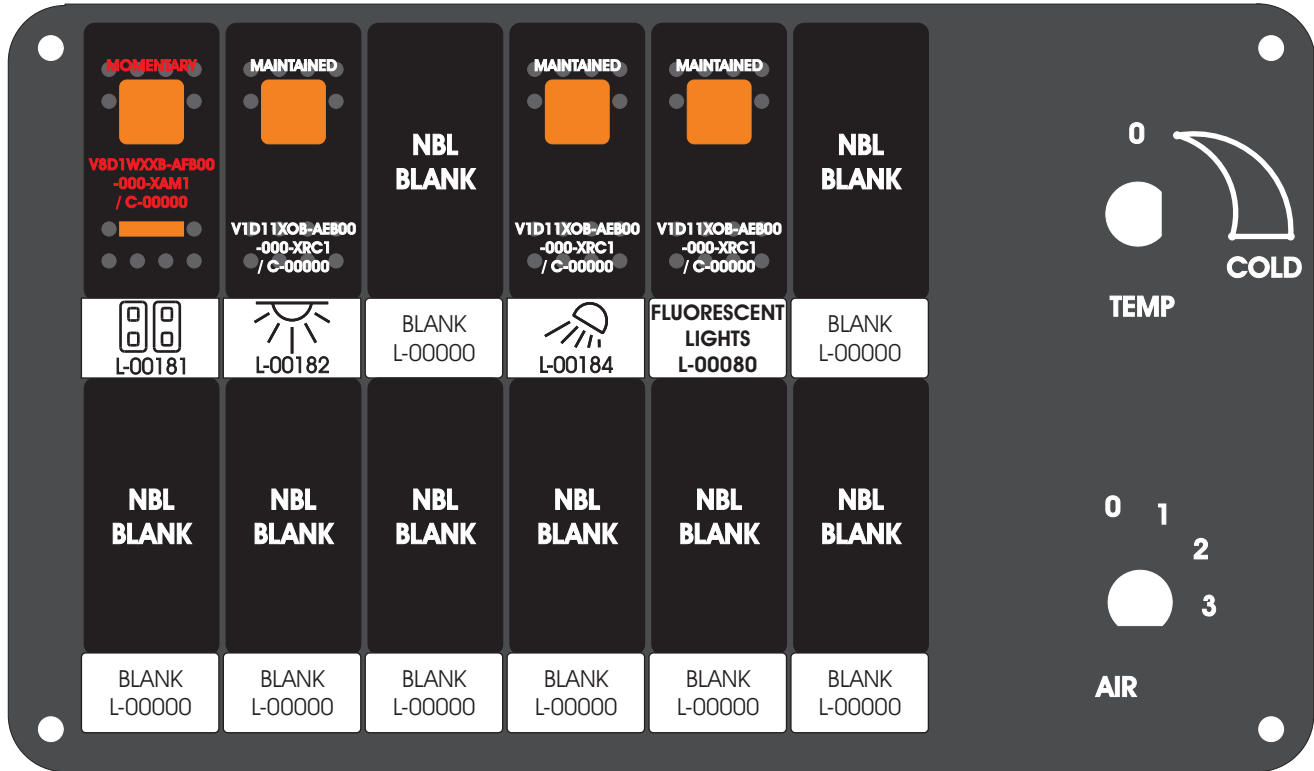 MOMENTARY
V8D1WXXB-AFB00
-000-XAM1
/ C-00000
L-00181
MAINTAINED
V1D11XOB-AEB00
-000-XRC1
/ C-00000
L-00182
NBL
BLANK
BLANK
L-00000
MAINTAINED
V1D11XOB-AEB00
-000-XRC1
/ C-00000
L-00184
MAINTAINED
V1D11XOB-AEB00
-000-XRC1
/ C-00000
FLUORESCENT
LIGHTS
L-00080
NBL
BLANK
BLANK
L-00000
NBL
BLANK
BLANK
L-00000
NBL
BLANK
BLANK
L-00000
NBL
BLANK
BLANK
L-00000
NBL
BLANK
BLANK
L-00000
NBL
BLANK
BLANK
L-00000
NBL
BLANK
BLANK
L-00000
0
COLD
TEMP
0
1
2
3
AIR